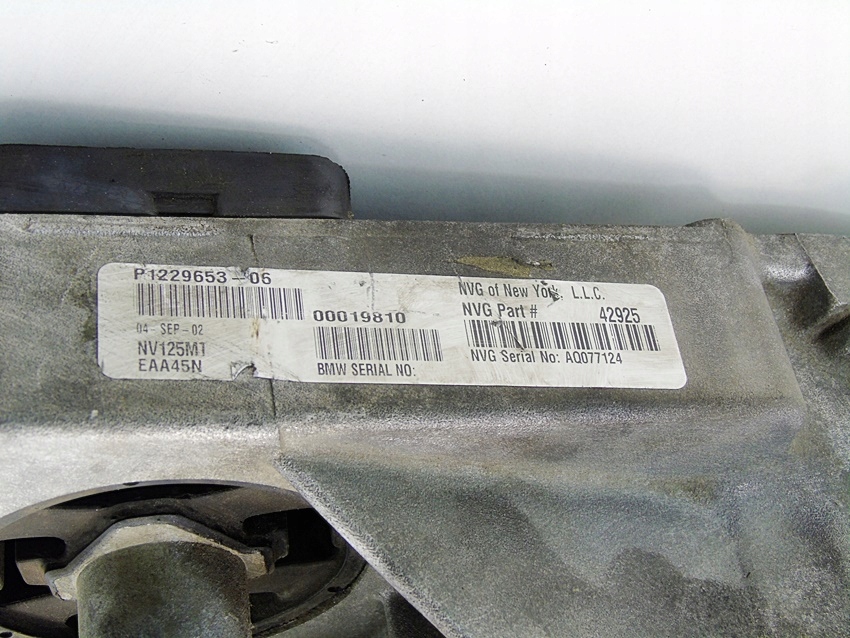 P1229653-06
04 SEP-02
NV125MT
EAA45N
00019810
BMW SERIAL NO:
NVG of New York, L.L.C.
NVG Part # 42925
NVG Serial No: AQ077124